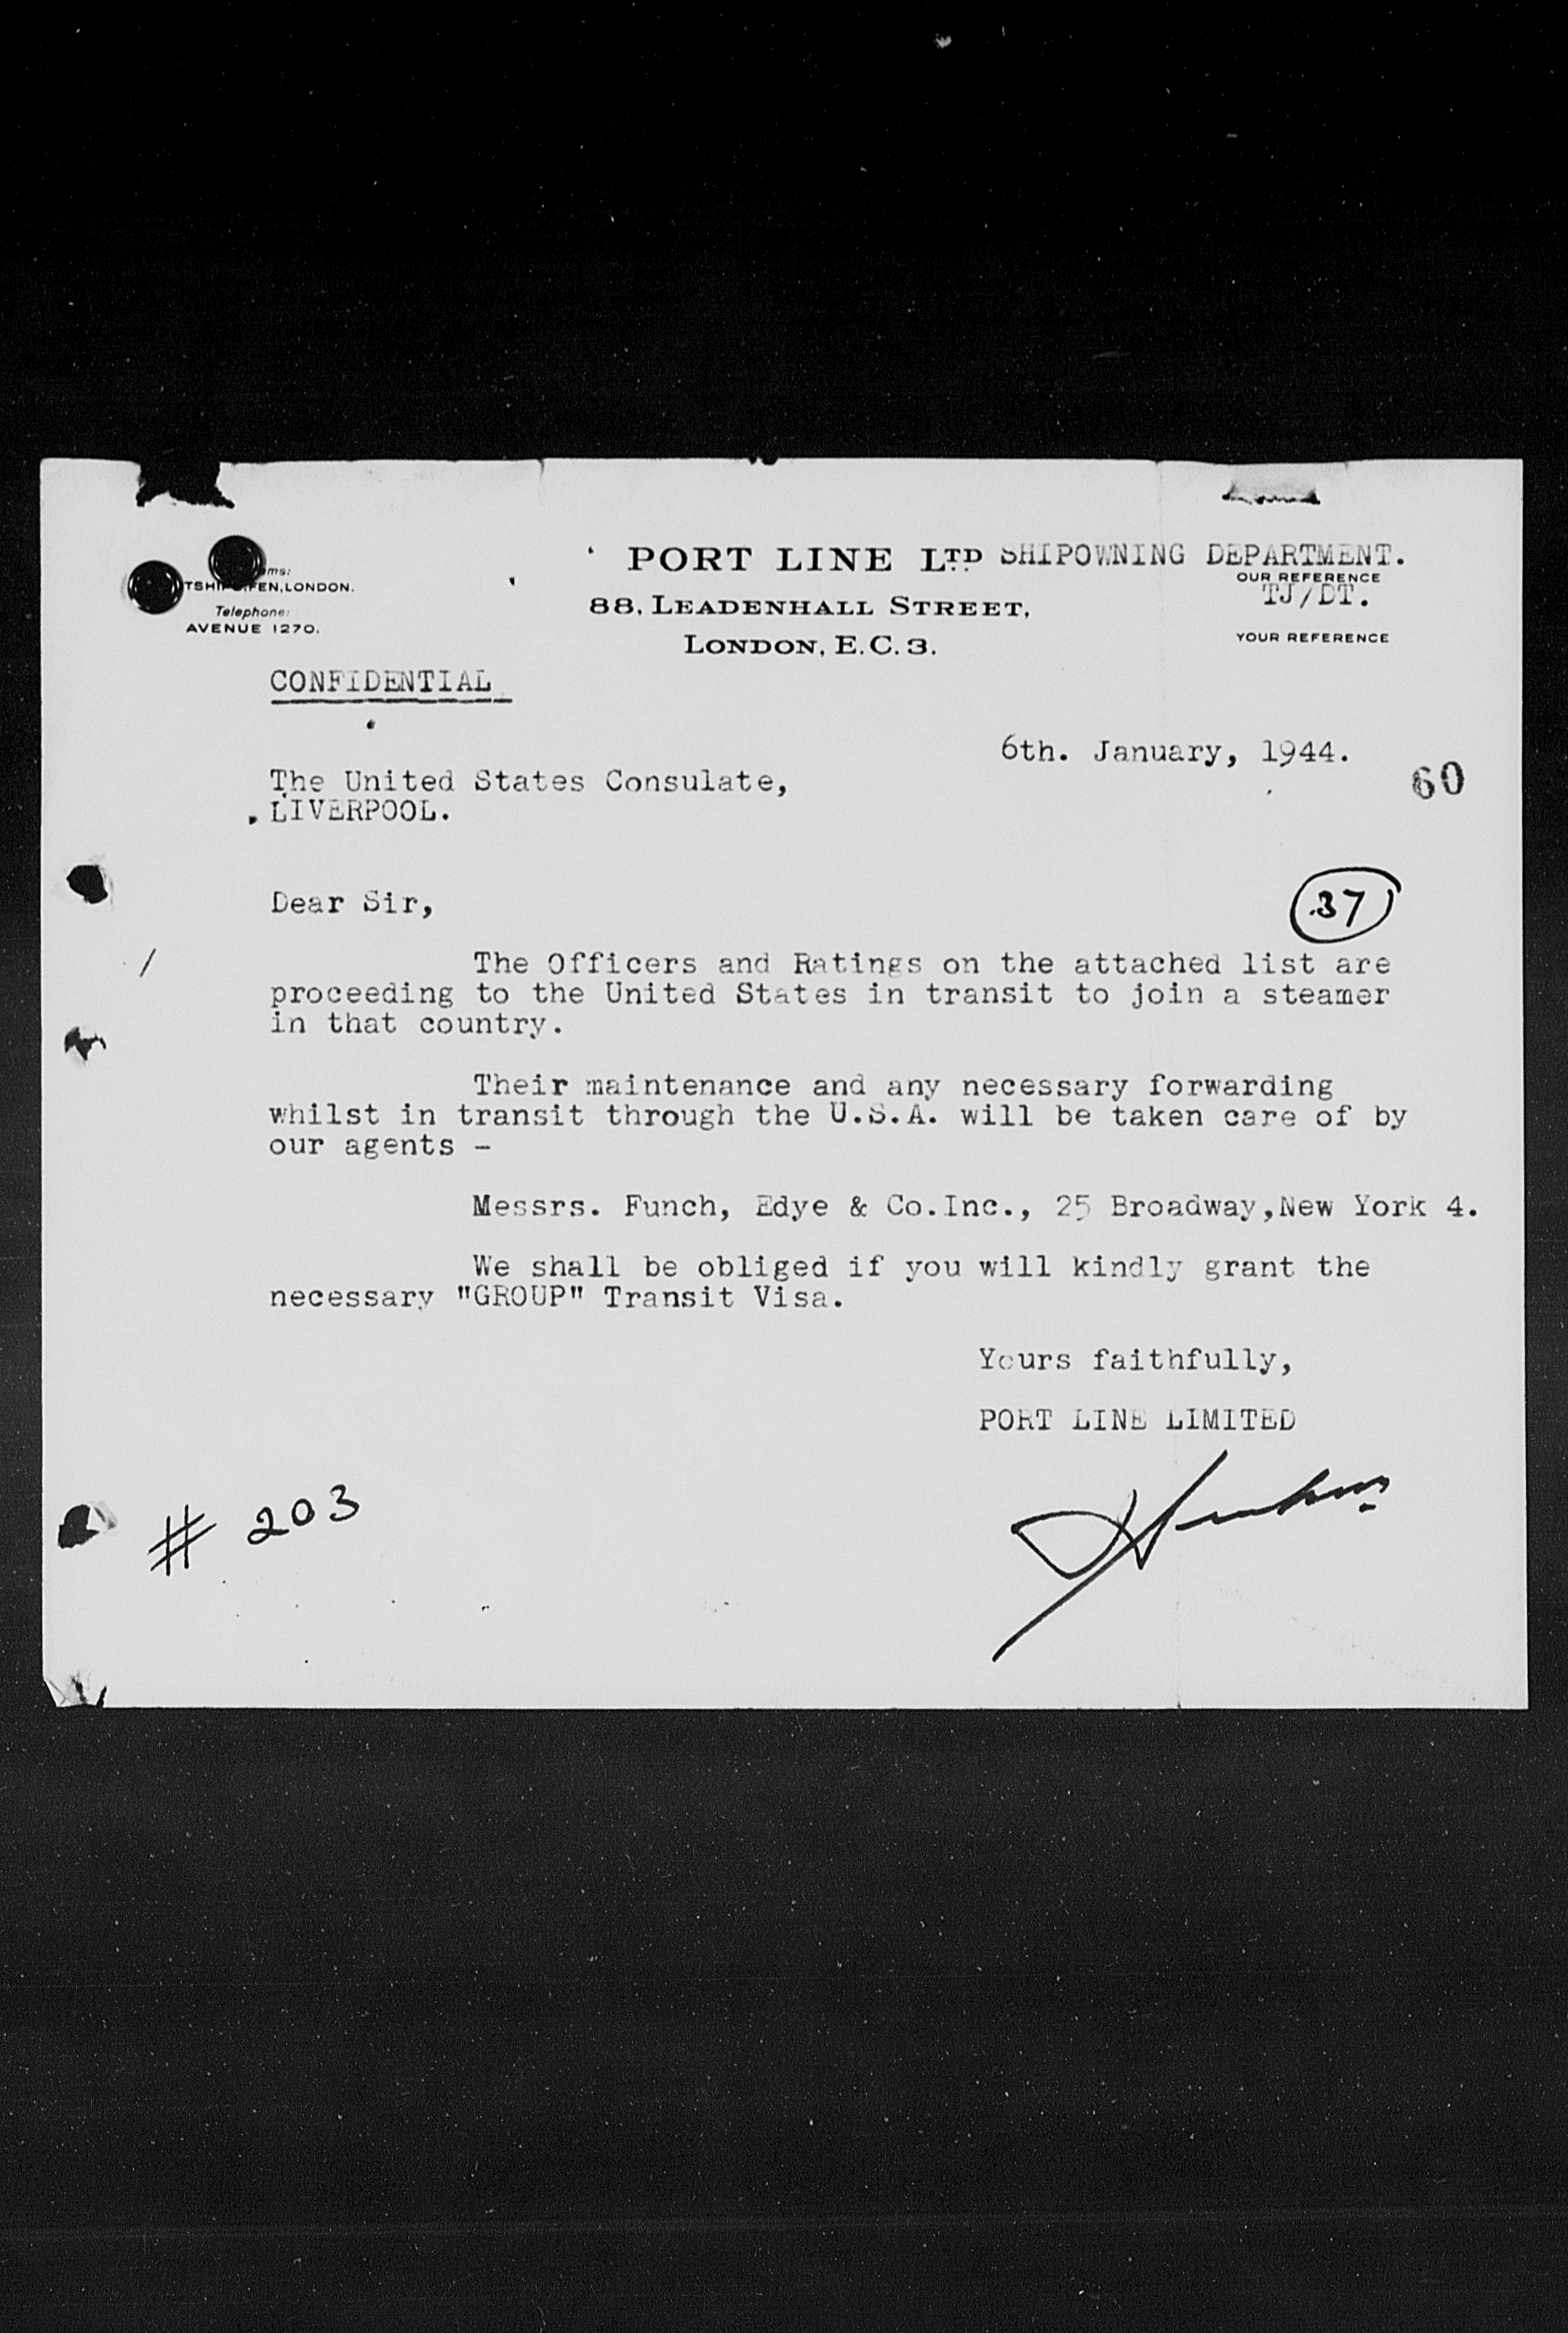 PORT LINE LTD SHIPOWNING DEPARTMENT.
88, LEADENHALL STREET,
LONDON, E.C. 3.
FEN, LONDON.
Telephone:
AVENUE 1270.
OUR REFERENCE
TJ/DT.
YOUR REFERENCE
CONFIDENTIAL
6th. January, 1944.
60
The United States Consulate,
LIVERPOOL.
Dear Sir,
37
The Officers and Ratings on the attached list are
proceeding to the United States in transit to join a steamer
in that country.
Their maintenance and any necessary forwarding
whilst in transit through the U.S.A. will be taken care of by
our agents -
Messrs. Funch, Edye & Co.Inc., 25 Broadway,New York 4.
We shall be obliged if you will kindly grant the
necessary "GROUP" Transit Visa.
Yours faithfully,
PORT LINE LIMITED
# 203